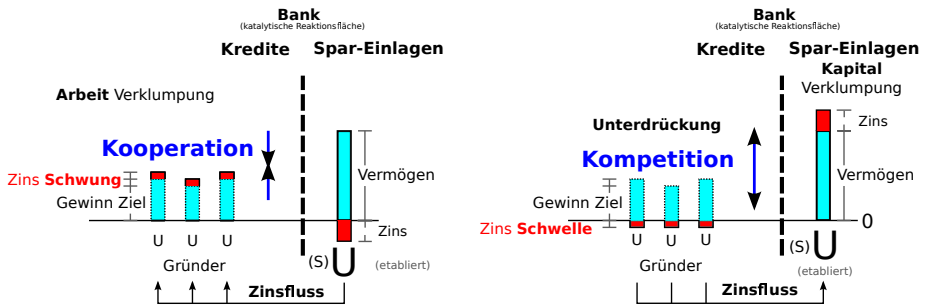 Bank
(katalytische Reaktionsfläche)
Kredite
Spar-Einlagen
Arbeit Verklumpung
Kooperation
Zins Schwung
Gewinn Ziel
Vermögen
Zins
U U U
(S) U
Gründer
(etabliert)
Zinsfluss
Bank
(katalytische Reaktionsfläche)
Kredite
Spar-Einlagen
Kapital
Verklumpung
Zins
Unterdrückung
Kompetition
Vermögen
Gewinn Ziel
0
Zins Schwelle
U U U
(S) U
Gründer
(etabliert)
Zinsfluss